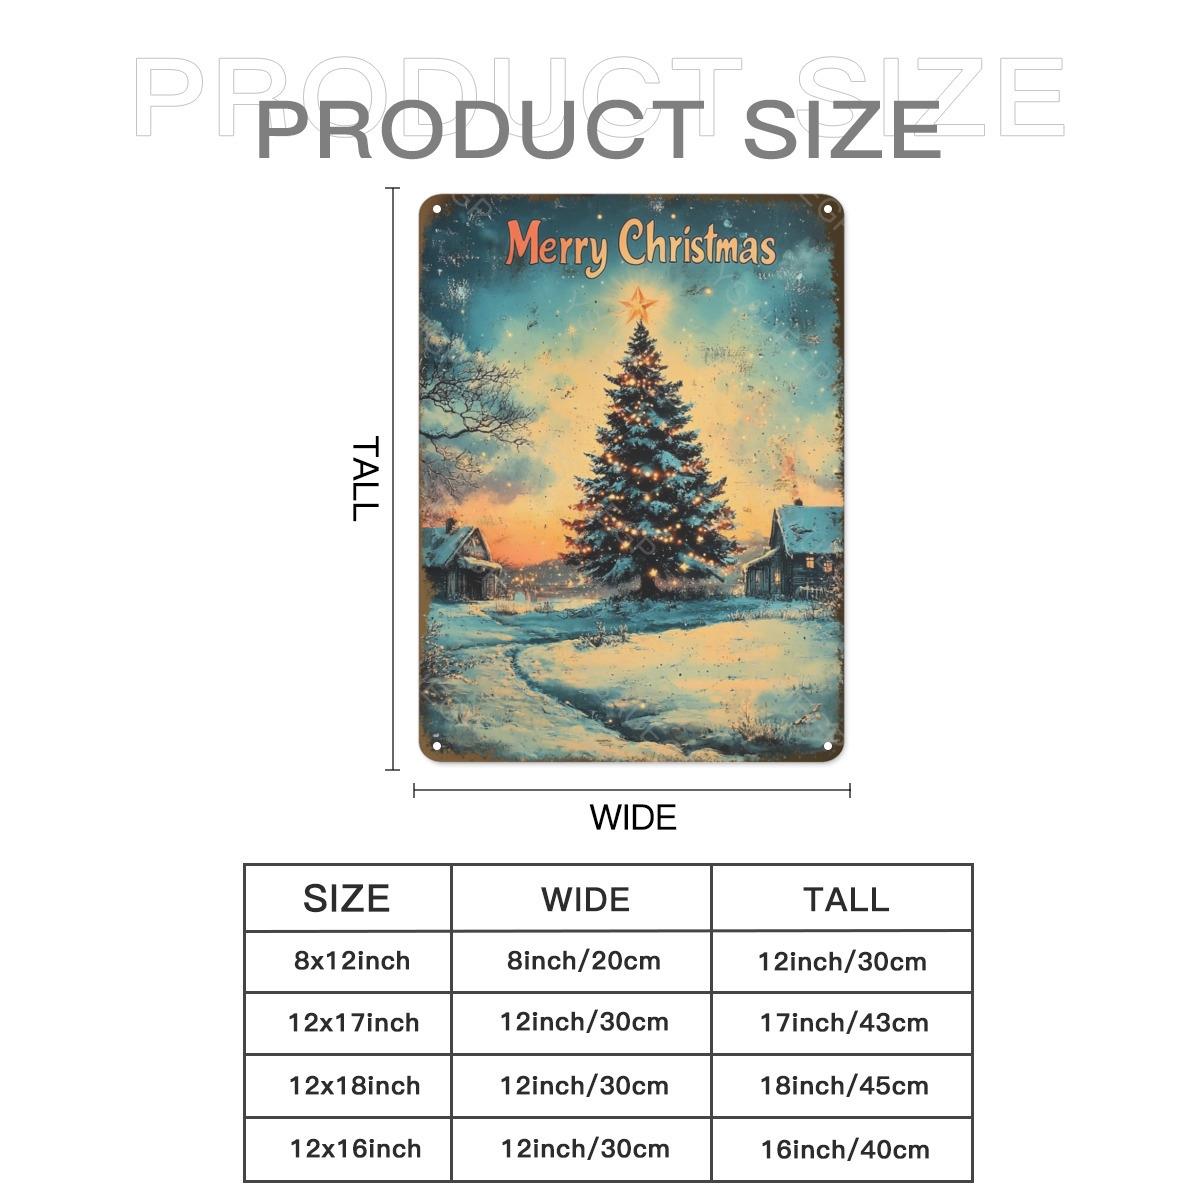 PRODUCT SIZE
PRODUCT SIZE
Merry Christmas
TALL
WIDE
SIZE WIDE TALL
8x12inch 8inch/20cm 12inch/30cm
12x17inch 12inch/30cm 17inch/43cm
12x18inch 12inch/30cm 18inch/45cm
12x16inch 12inch/30cm 16inch/40cm